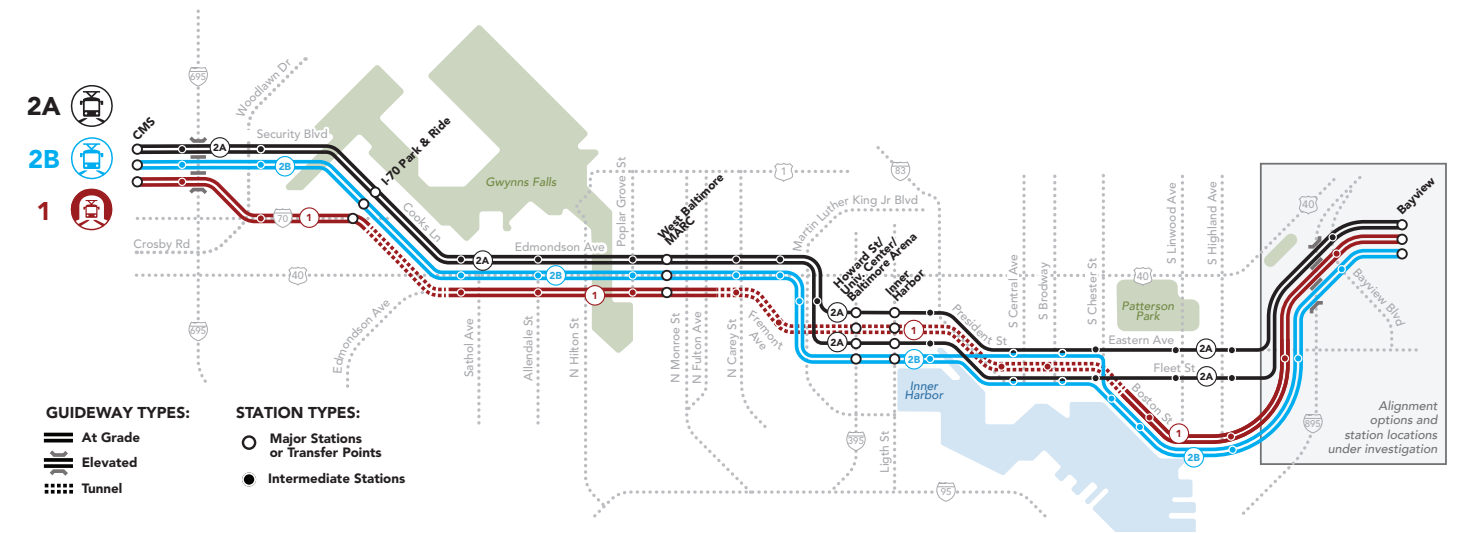 2A
2B
1
CMS
695
Woodlawn Dr
Security Blvd
2A
2B
1
70
I-70 Park & Ride
Crosby Rd
40
Cooks Ln
Gwynns Falls
695
Edmondson Ave
Edmondson Ave
2A
2B
1
Sathol Ave
Allendale St
N Hilton St
Poplar Grove St
West Baltimore
MARC
N Monroe St
N Fulton Ave
N Carey St
Fremont
Ave
1
83
Martin Luther King Jr Blvd
Howard St/
Univ. Center/
Baltimore Arena
Inner
Harbor
2A
1
2A
2B
Inner
Harbor
395
Ligth St
95
President St
S Central Ave
S Broadway
S Chester St
40
Patterson
Park
S Linwood Ave
S Highland Ave
Eastern Ave
2A
Fleet St
2A
Boston St
1
2B
40
Bayview
Bayview Blvd
895
Alignment
options and
station locations
under investigation
GUIDEWAY TYPES:
At Grade
Elevated
Tunnel
STATION TYPES:
Major Stations
or Transfer Points
Intermediate Stations